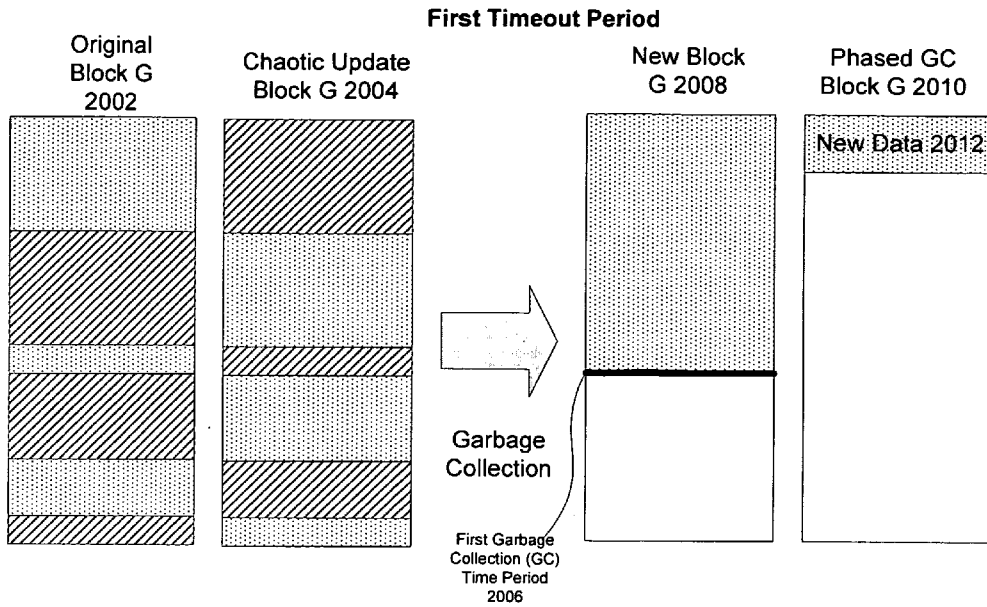 First Timeout Period
Original
Block G
2002
Chaotic Update
Block G 2004
New Block
G 2008
Phased GC
Block G 2010
New Data 2012
Garbage
Collection
First Garbage
Collection (GC)
Time Period
2006